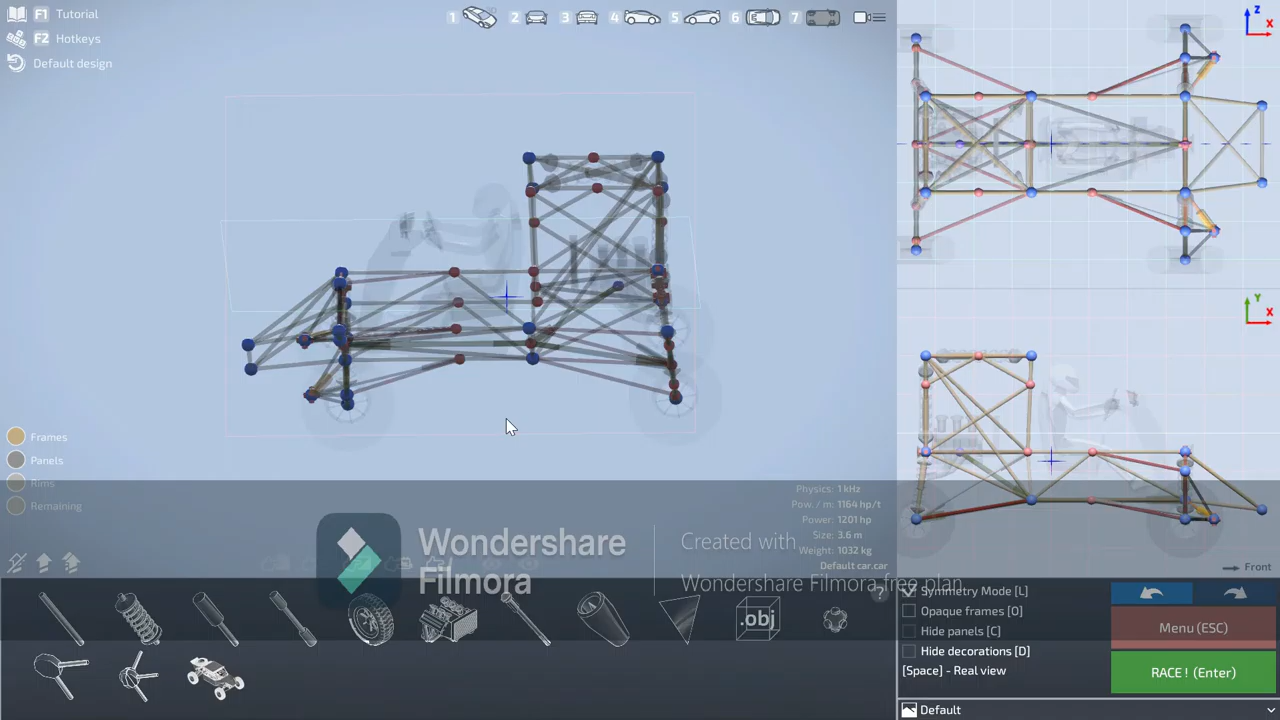 F1 Tutorial
F2 Hotkeys
Default design
1 2 3 4 5 6 7
Z
X
Y
X
Frames
Panels
Rims
Remaining
Physics: 1 kHz
Pow. / m: 1164 hp/t
Power: 1201 hp
Size: 3.6 m
Weight: 1032 kg
Default car.car
Front
Wondershare
Filmora
Created with
Wondershare Filmora free plan
?
.obj
Symmetry Mode [L]
Opaque frames [O]
Hide panels [C]
Hide decorations [D]
[Space] - Real view
Menu (ESC)
RACE! (Enter)
Default